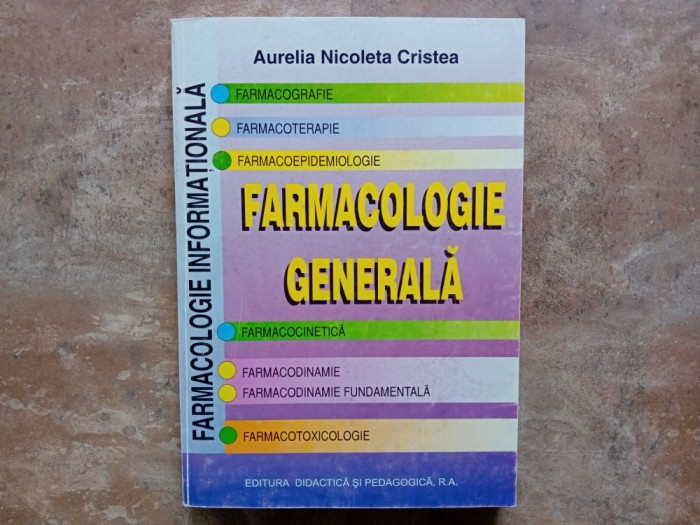 Aurelia Nicoleta Cristea
FARMACOLOGIE INFORMAȚIONALĂ
FARMACOGRAFIE
FARMACOTERAPIE
FARMACOEPIDEMIOLOGIE
FARMACOLOGIE
GENERALĂ
FARMACOCINETICĂ
FARMACODINAMIE
FARMACODINAMIE FUNDAMENTALĂ
FARMACOTOXICOLOGIE
EDITURA DIDACTICĂ ȘI PEDAGOGICĂ, R.A.